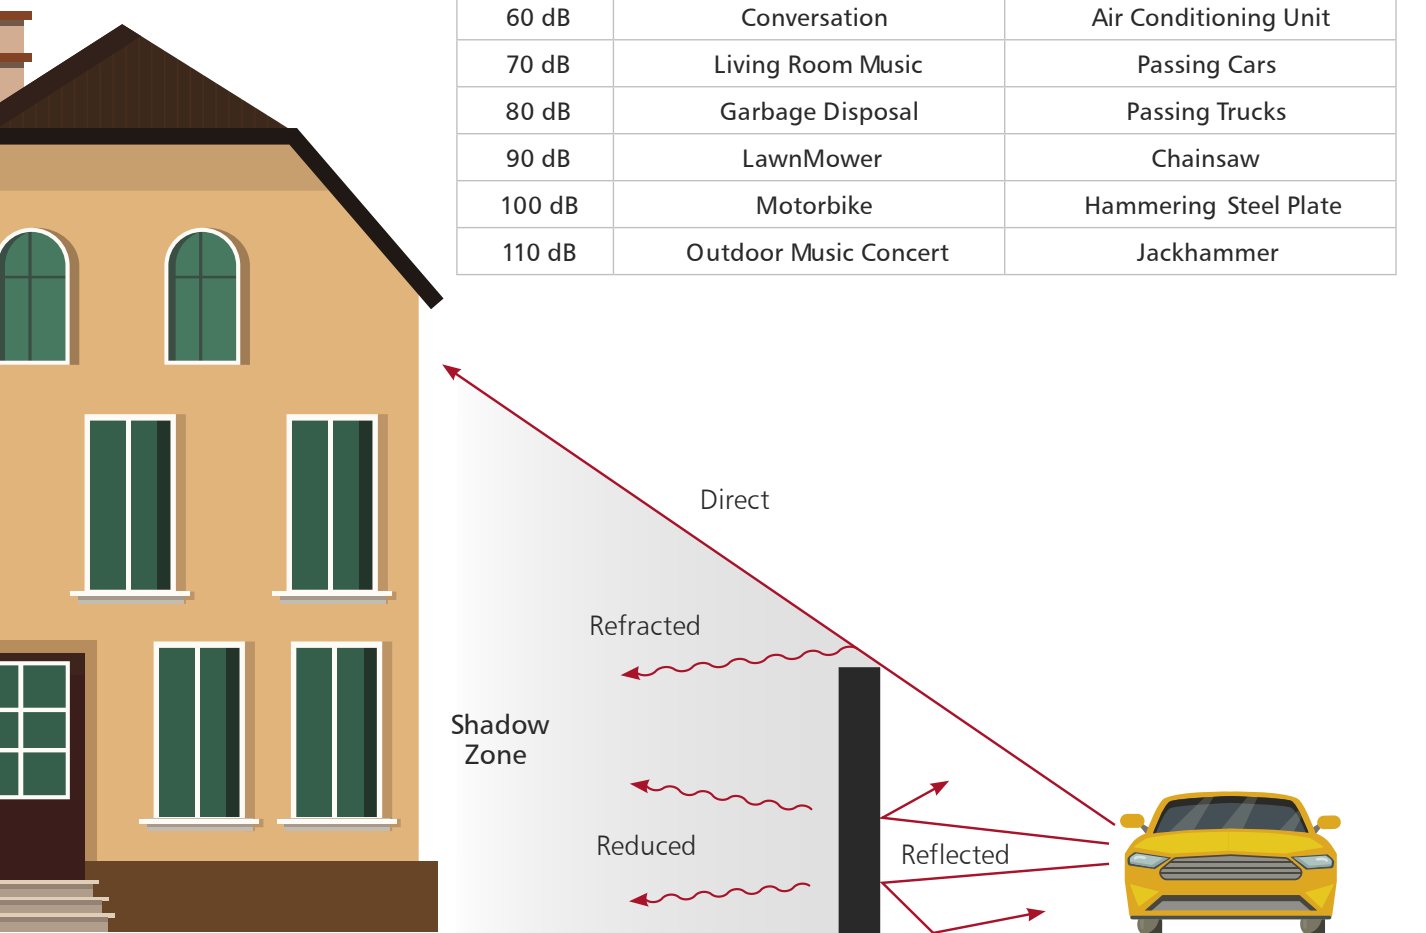 60 dB Conversation Air Conditioning Unit
70 dB Living Room Music Passing Cars
80 dB Garbage Disposal Passing Trucks
90 dB LawnMower Chainsaw
100 dB Motorbike Hammering Steel Plate
110 dB Outdoor Music Concert Jackhammer
Direct
Refracted
Shadow
Zone
Reduced
Reflected